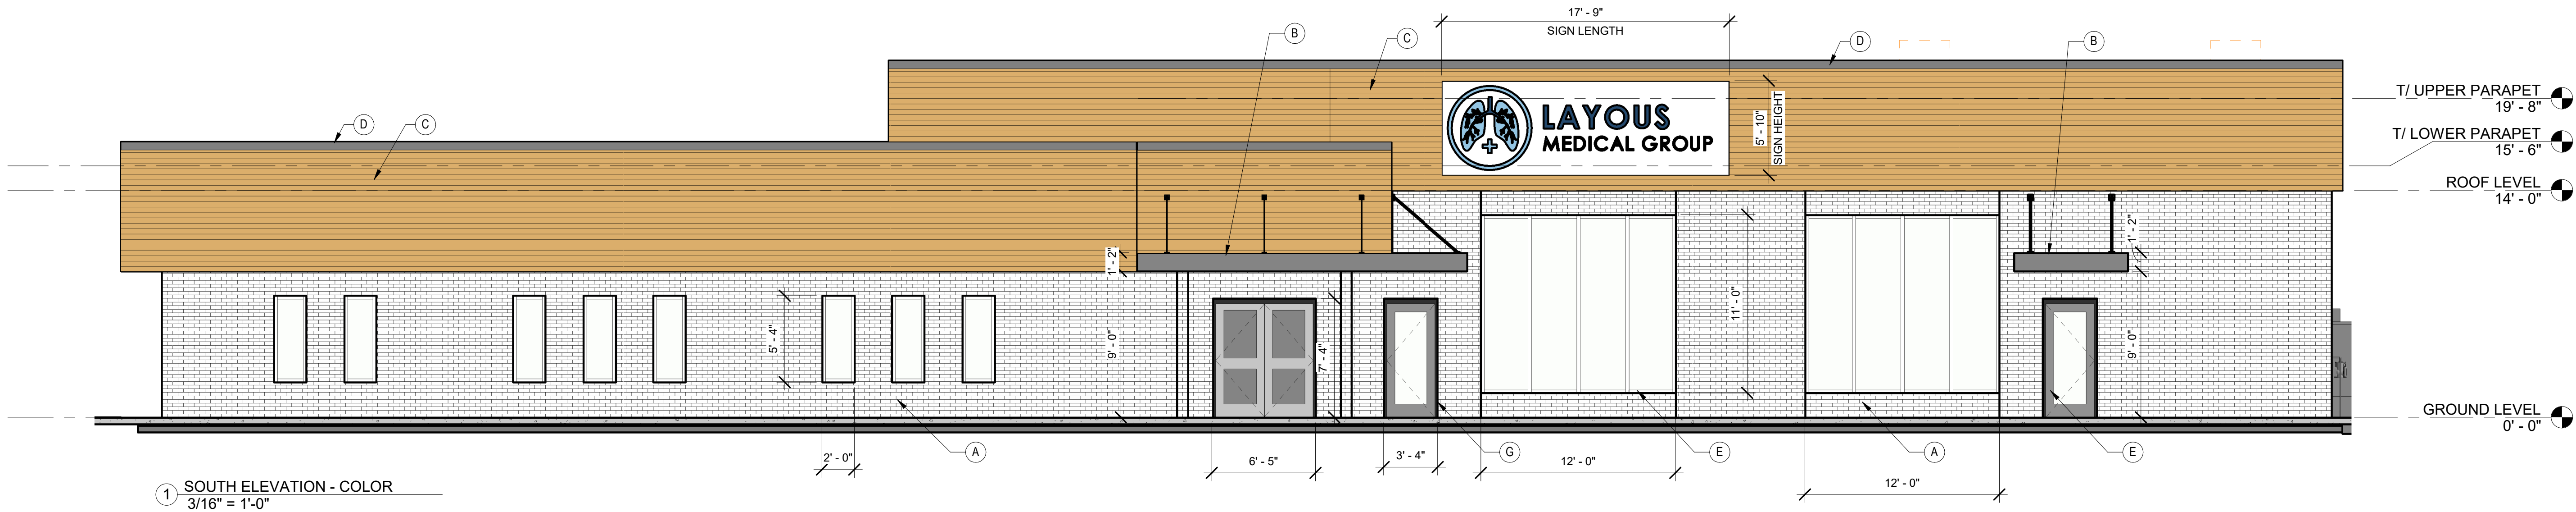 17' - 9"
SIGN LENGTH
B
C
D
B
T/ UPPER PARAPET
19' - 8"
D
C
5' - 10"
SIGN HEIGHT
LAYOUS
MEDICAL GROUP
T/ LOWER PARAPET
15' - 6"
ROOF LEVEL
14' - 0"
1' - 2"
1' - 2"
5' - 4"
9' - 0"
7' - 4"
11' - 0"
9' - 0"
GROUND LEVEL
0' - 0"
A
G
E
A
E
2' - 0"
6' - 5"
3' - 4"
12' - 0"
12' - 0"
1
SOUTH ELEVATION - COLOR
3/16" = 1'-0"